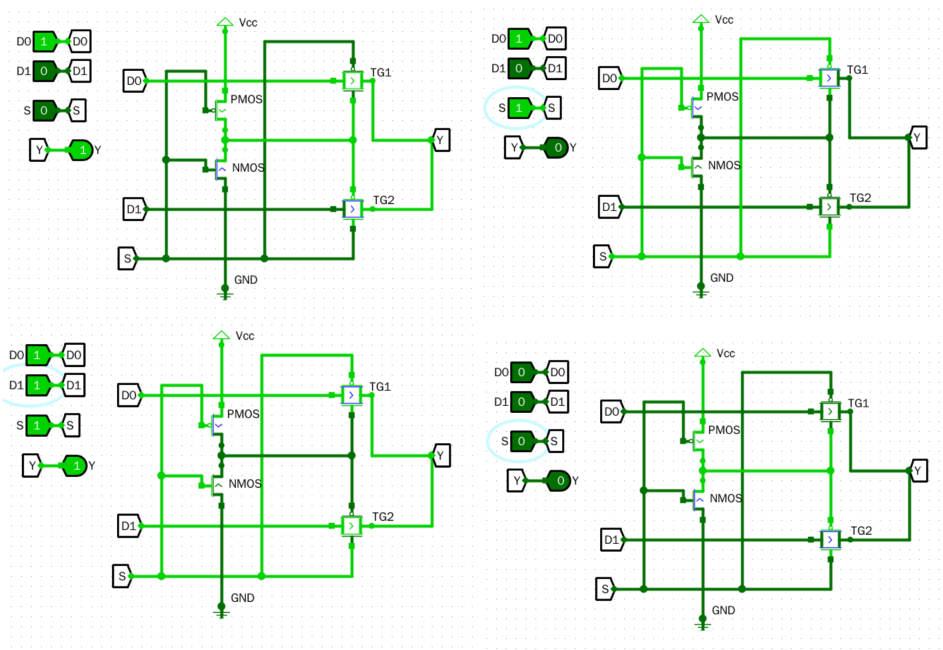 Vcc
D0 1 D0
D1 0 D1
D0
TG1
PMOS
S 0 S
Y 1 Y
Y
NMOS
D1
TG2
S
GND
Vcc
D0 1 D0
D1 0 D1
D0
TG1
PMOS
S 1 S
Y 0 Y
Y
NMOS
D1
TG2
S
GND
Vcc
D0 1 D0
D1 1 D1
D0
TG1
PMOS
S 1 S
Y 1 Y
Y
NMOS
D1
TG2
S
GND
Vcc
D0 0 D0
D1 0 D1
D0
TG1
PMOS
S 0 S
Y 0 Y
Y
NMOS
D1
TG2
S
GND